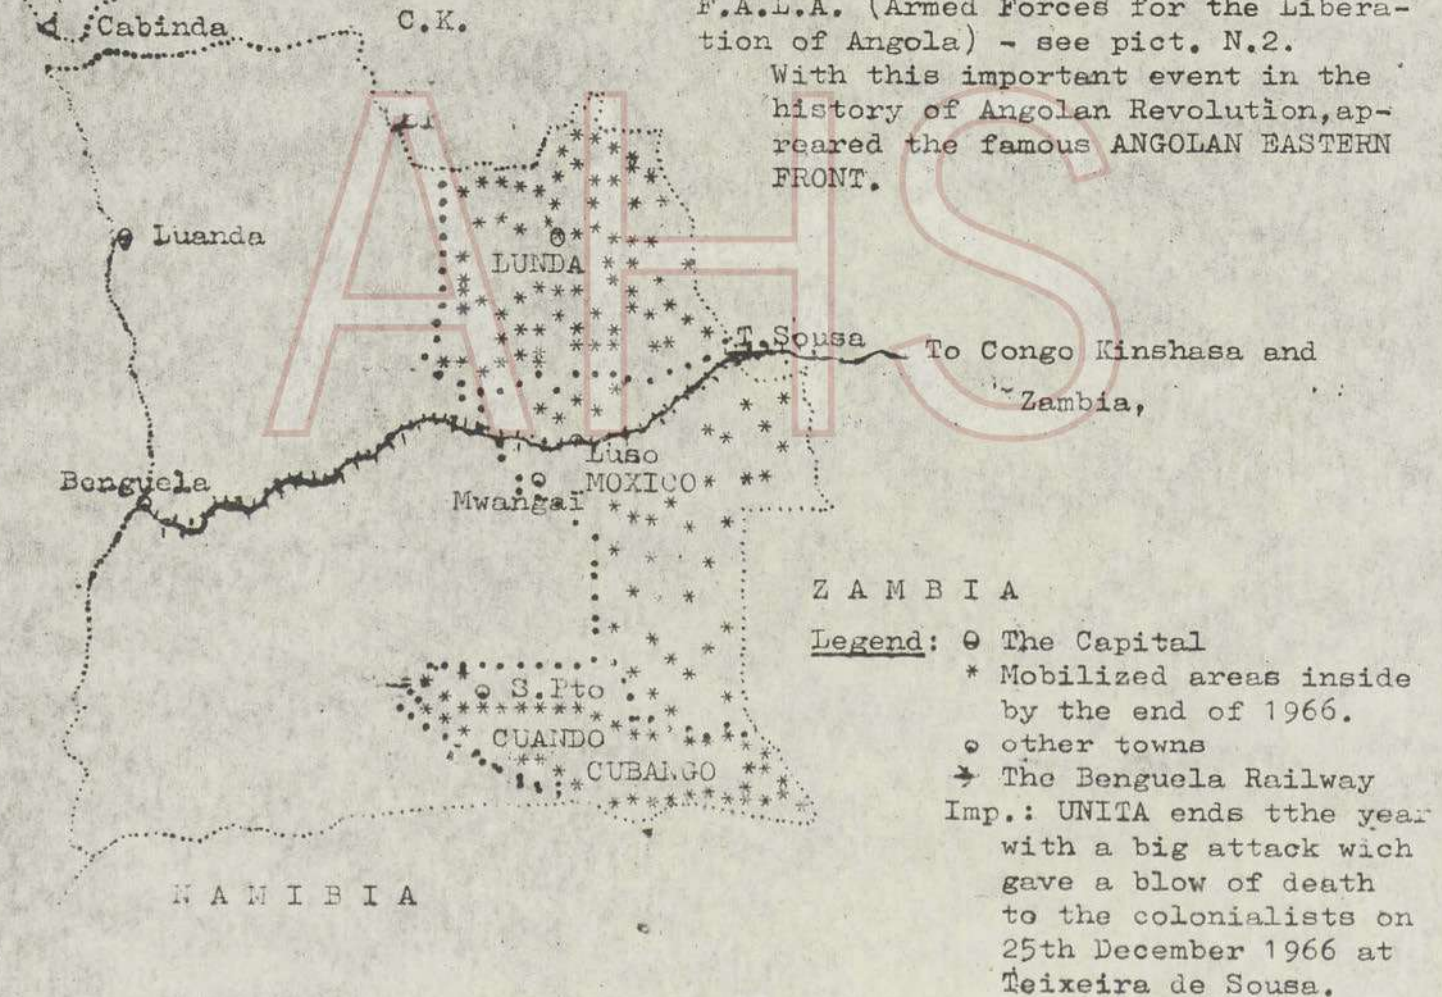 F.A.L.A. (Armed Forces for the Libera-
tion of Angola) - see pict. N.2.
With this important event in the
history of Angolan Revolution,ap-
reared the famous ANGOLAN EASTERN
FRONT.
Cabinda
C.K.
AHS
Luanda
LUNDA
T.Sousa
To Congo Kinshasa and
Zambia,
Benguela
Luso
MOXICO
Mwangaï
Z A M B I A
S.Pto
CUANDO
CUBANGO
N A M I B I A
Legend: The Capital
* Mobilized areas inside
by the end of 1966.
other towns
The Benguela Railway
Imp.: UNITA ends tthe year
with a big attack wich
gave a blow of death
to the colonialists on
25th December 1966 at
Teixeira de Sousa.